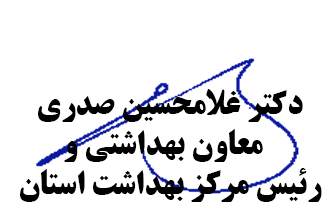 دکتر غلامحسین صدری
معاون بهداشتی و
رئیس مرکز بهداشت استان